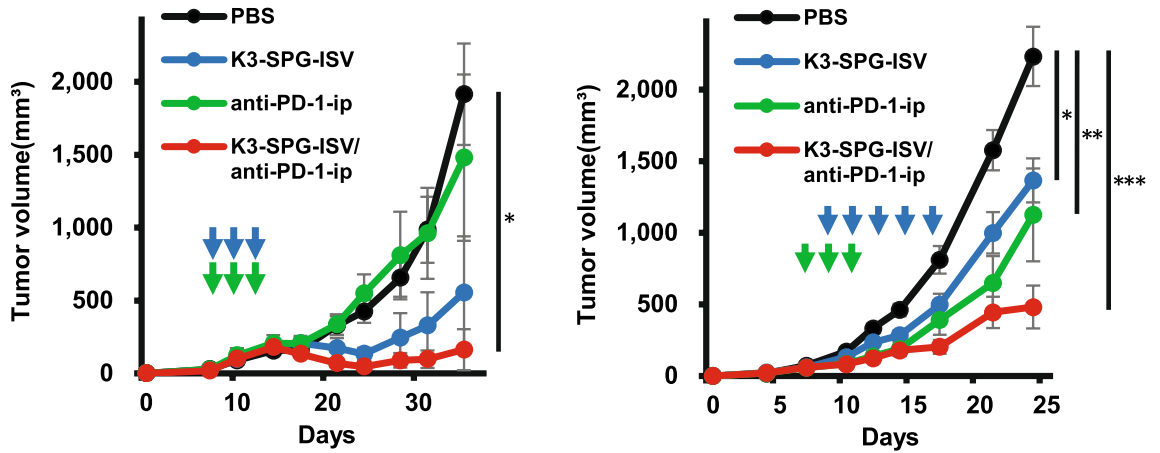 PBS
K3-SPG-ISV
anti-PD-1-ip
K3-SPG-ISV/
anti-PD-1-ip
Tumor volume(mm³)
2,000
1,500
1,000
500
0
0 10 20 30
Days
*
PBS
K3-SPG-ISV
anti-PD-1-ip
K3-SPG-ISV/
anti-PD-1-ip
Tumor volume(mm³)
2,000
1,500
1,000
500
0
0 5 10 15 20 25
Days
*
**
***